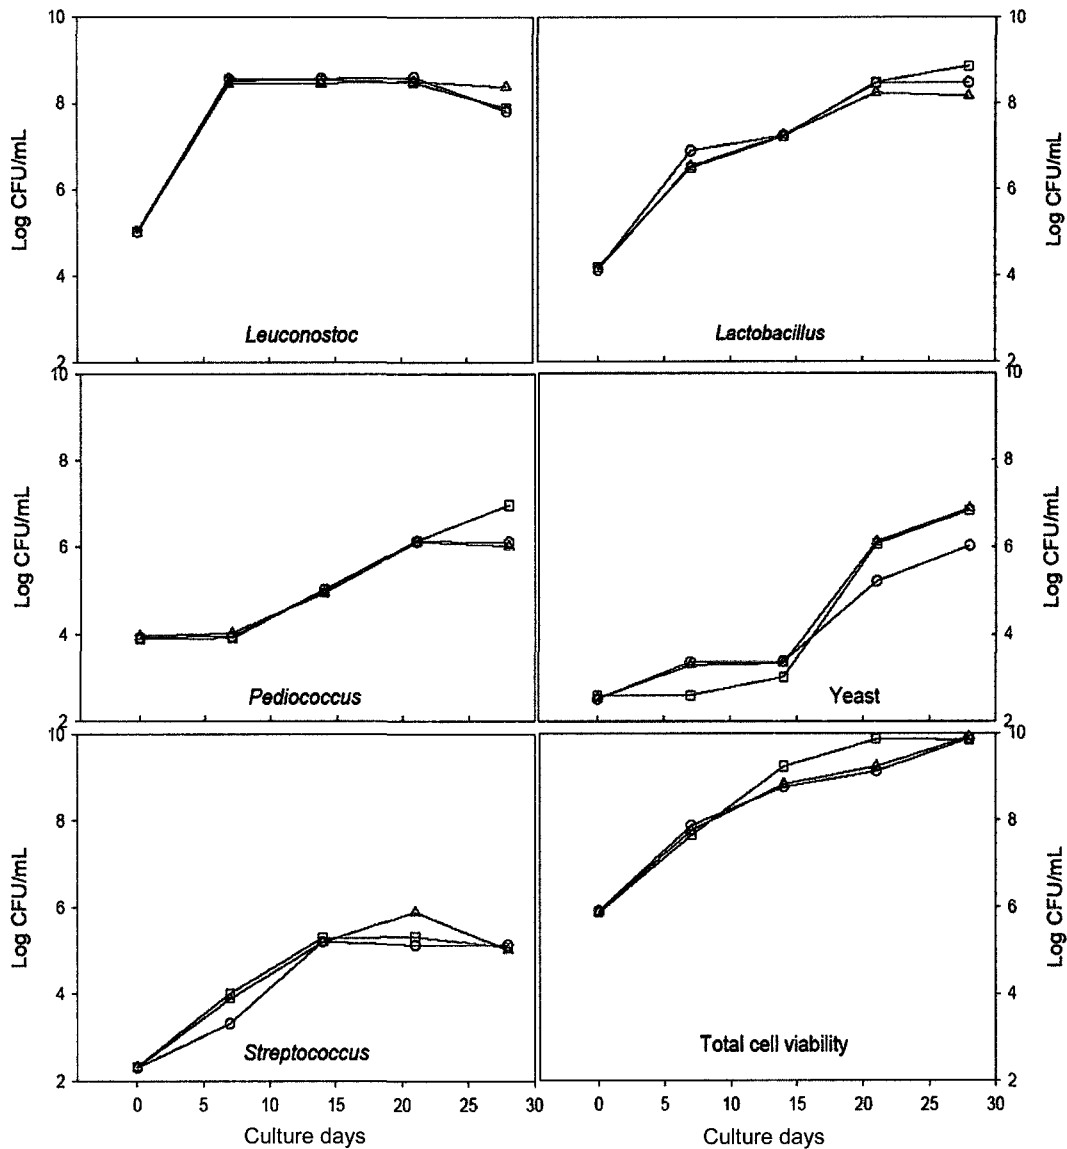 10
8
6
4
2
Log CFU/mL
Leuconostoc
10
8
6
4
2
Log CFU/mL
Lactobacillus
10
8
6
4
2
Log CFU/mL
Pediococcus
10
8
6
4
2
Log CFU/mL
Yeast
10
8
6
4
2
Log CFU/mL
Streptococcus
0 5 10 15 20 25 30
Culture days
10
8
6
4
2
Log CFU/mL
Total cell viability
0 5 10 15 20 25 30
Culture days